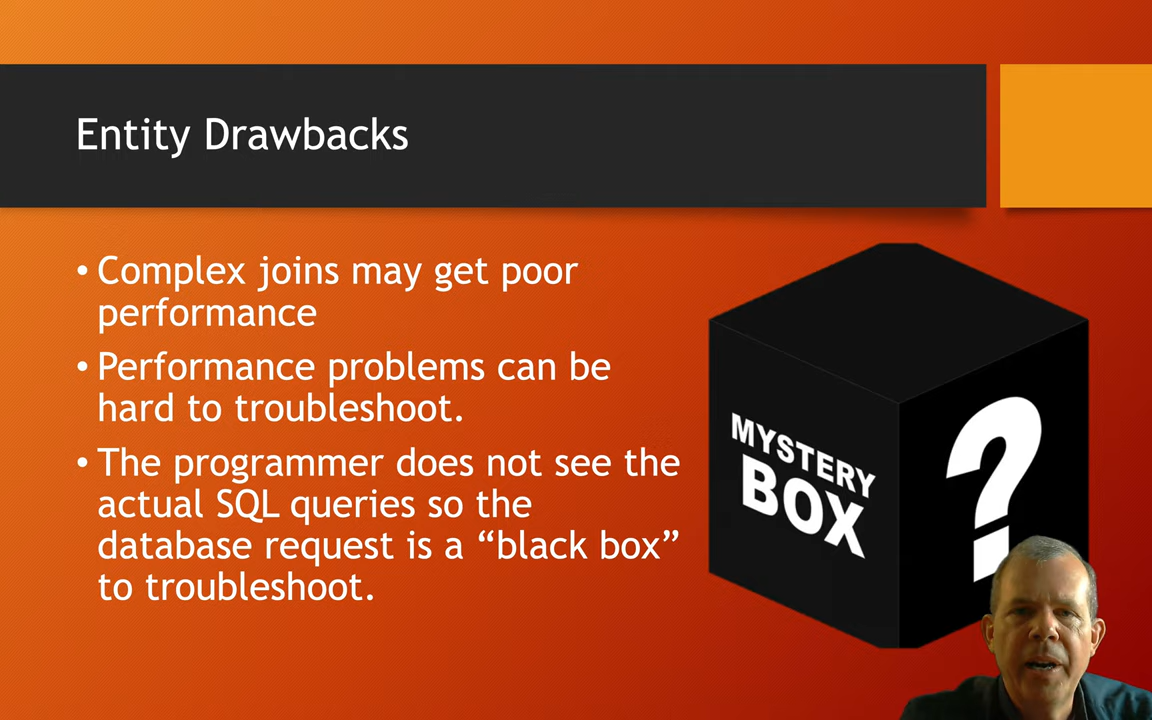 Entity Drawbacks
• Complex joins may get poor
performance
• Performance problems can be
hard to troubleshoot.
• The programmer does not see the
actual SQL queries so the
database request is a “black box”
to troubleshoot.
MYSTERY
BOX
?